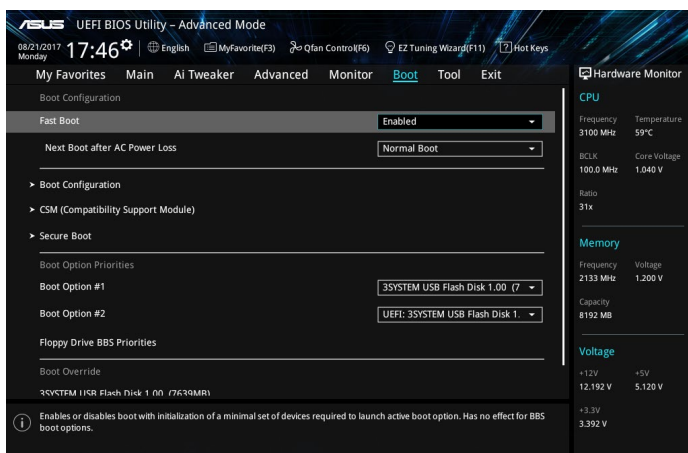 ASUS UEFI BIOS Utility – Advanced Mode
08/21/2017 Monday 17:46 English MyFavorite(F3) Qfan Control(F6) EZ Tuning Wizard(F11) ? Hot Keys
My Favorites Main Ai Tweaker Advanced Monitor Boot Tool Exit
Boot Configuration
Fast Boot Enabled
Next Boot after AC Power Loss Normal Boot
> Boot Configuration
> CSM (Compatibility Support Module)
> Secure Boot
Boot Option Priorities
Boot Option #1 3SYSTEM USB Flash Disk 1.00 (7
Boot Option #2 UEFI: 3SYSTEM USB Flash Disk 1.
Floppy Drive BBS Priorities
Boot Override
3SYSTEM USB Flash Disk 1.00 (7639MB)
i Enables or disables boot with initialization of a minimal set of devices required to launch active boot option. Has no effect for BBS
boot options.
Hardware Monitor
CPU
Frequency Temperature
3100 MHz 59°C
BCLK Core Voltage
100.0 MHz 1.040 V
Ratio
31x
Memory
Frequency Voltage
2133 MHz 1.200 V
Capacity
8192 MB
Voltage
+12V +5V
12.192 V 5.120 V
+3.3V
3.392 V